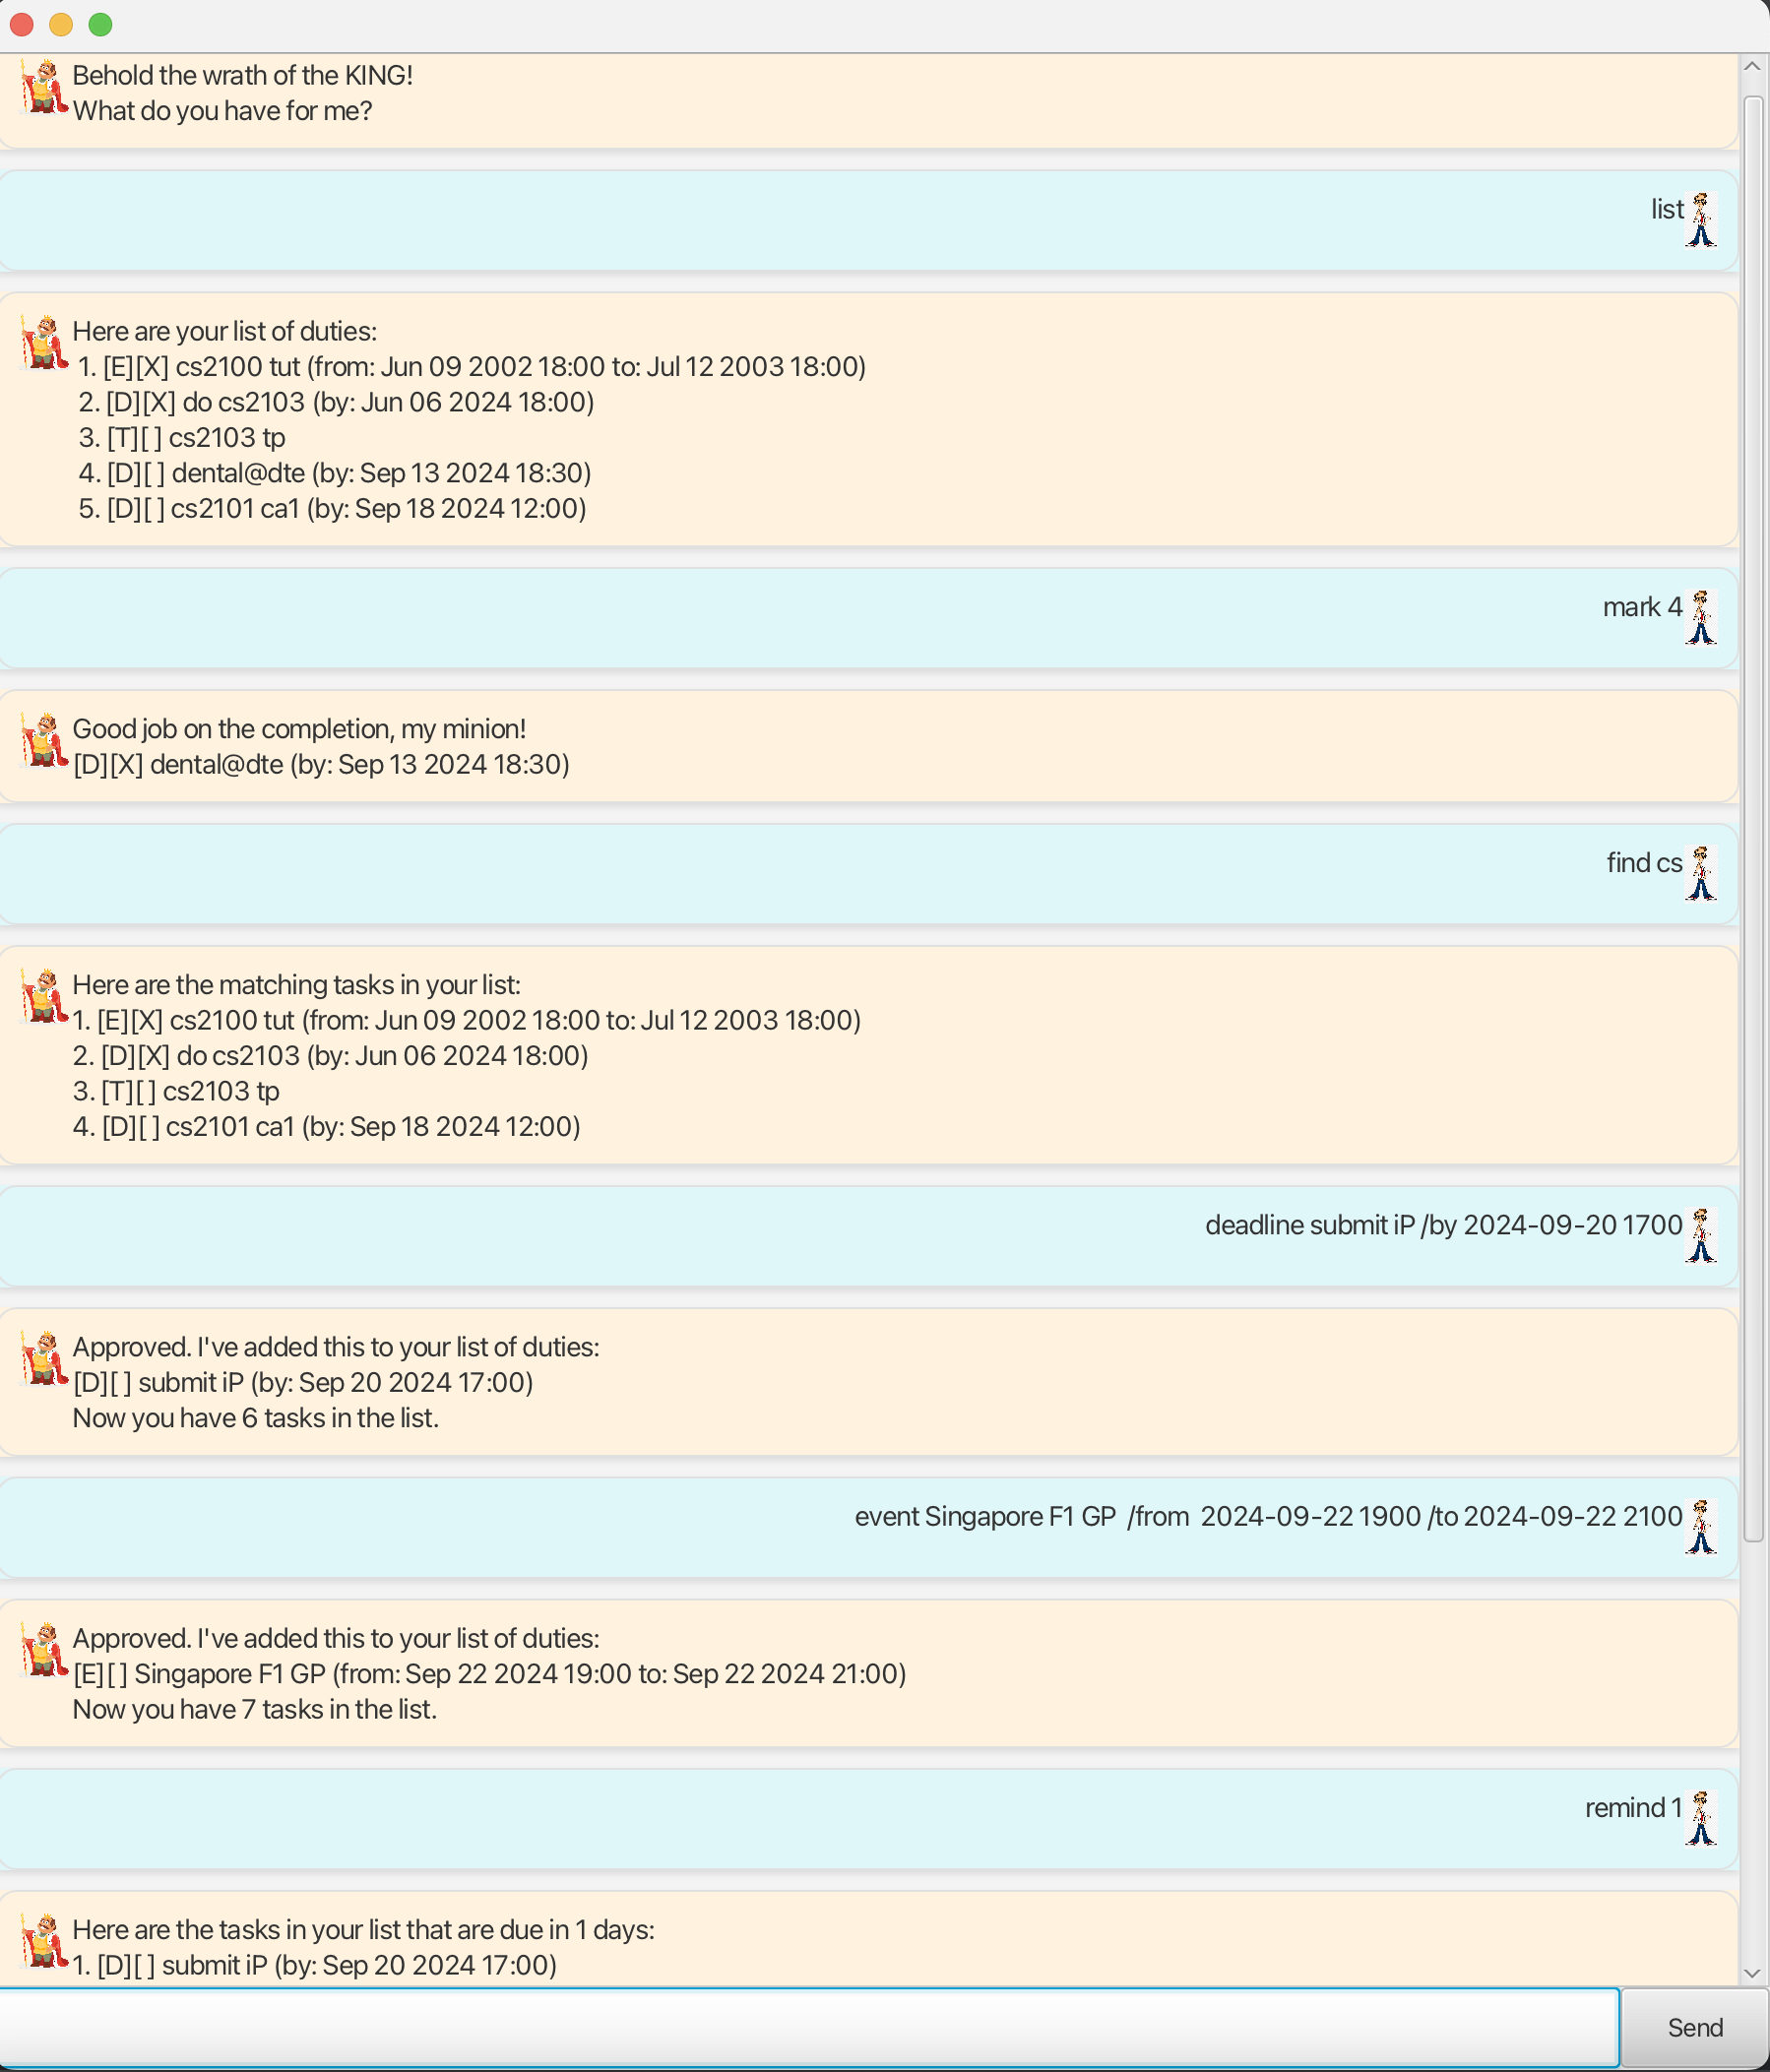 Behold the wrath of the KING!
What do you have for me?
list
Here are your list of duties:
1. [E][X] cs2100 tut (from: Jun 09 2002 18:00 to: Jul 12 2003 18:00)
2. [D][X] do cs2103 (by: Jun 06 2024 18:00)
3. [T][ ] cs2103 tp
4. [D][ ] dental@dte (by: Sep 13 2024 18:30)
5. [D][ ] cs2101 ca1 (by: Sep 18 2024 12:00)
mark 4
Good job on the completion, my minion!
[D][X] dental@dte (by: Sep 13 2024 18:30)
find cs
Here are the matching tasks in your list:
1. [E][X] cs2100 tut (from: Jun 09 2002 18:00 to: Jul 12 2003 18:00)
2. [D][X] do cs2103 (by: Jun 06 2024 18:00)
3. [T][ ] cs2103 tp
4. [D][ ] cs2101 ca1 (by: Sep 18 2024 12:00)
deadline submit iP /by 2024-09-20 1700
Approved. I've added this to your list of duties:
[D][ ] submit iP (by: Sep 20 2024 17:00)
Now you have 6 tasks in the list.
event Singapore F1 GP  /from  2024-09-22 1900 /to 2024-09-22 2100
Approved. I've added this to your list of duties:
[E][ ] Singapore F1 GP (from: Sep 22 2024 19:00 to: Sep 22 2024 21:00)
Now you have 7 tasks in the list.
remind 1
Here are the tasks in your list that are due in 1 days:
1. [D][ ] submit iP (by: Sep 20 2024 17:00)
Send